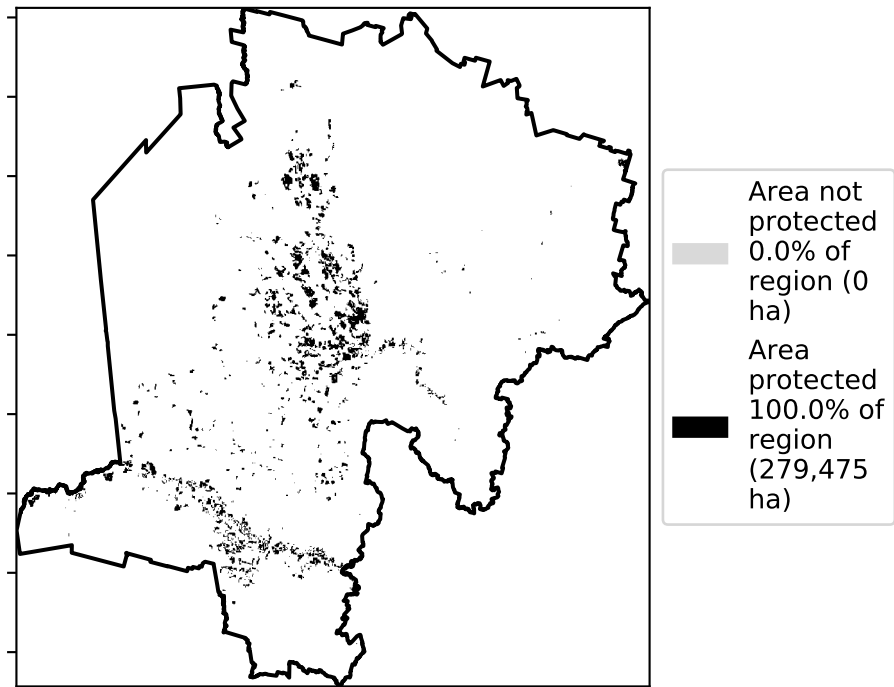 Area not
protected
0.0% of
region (0
ha)
Area
protected
100.0% of
region
(279,475
ha)